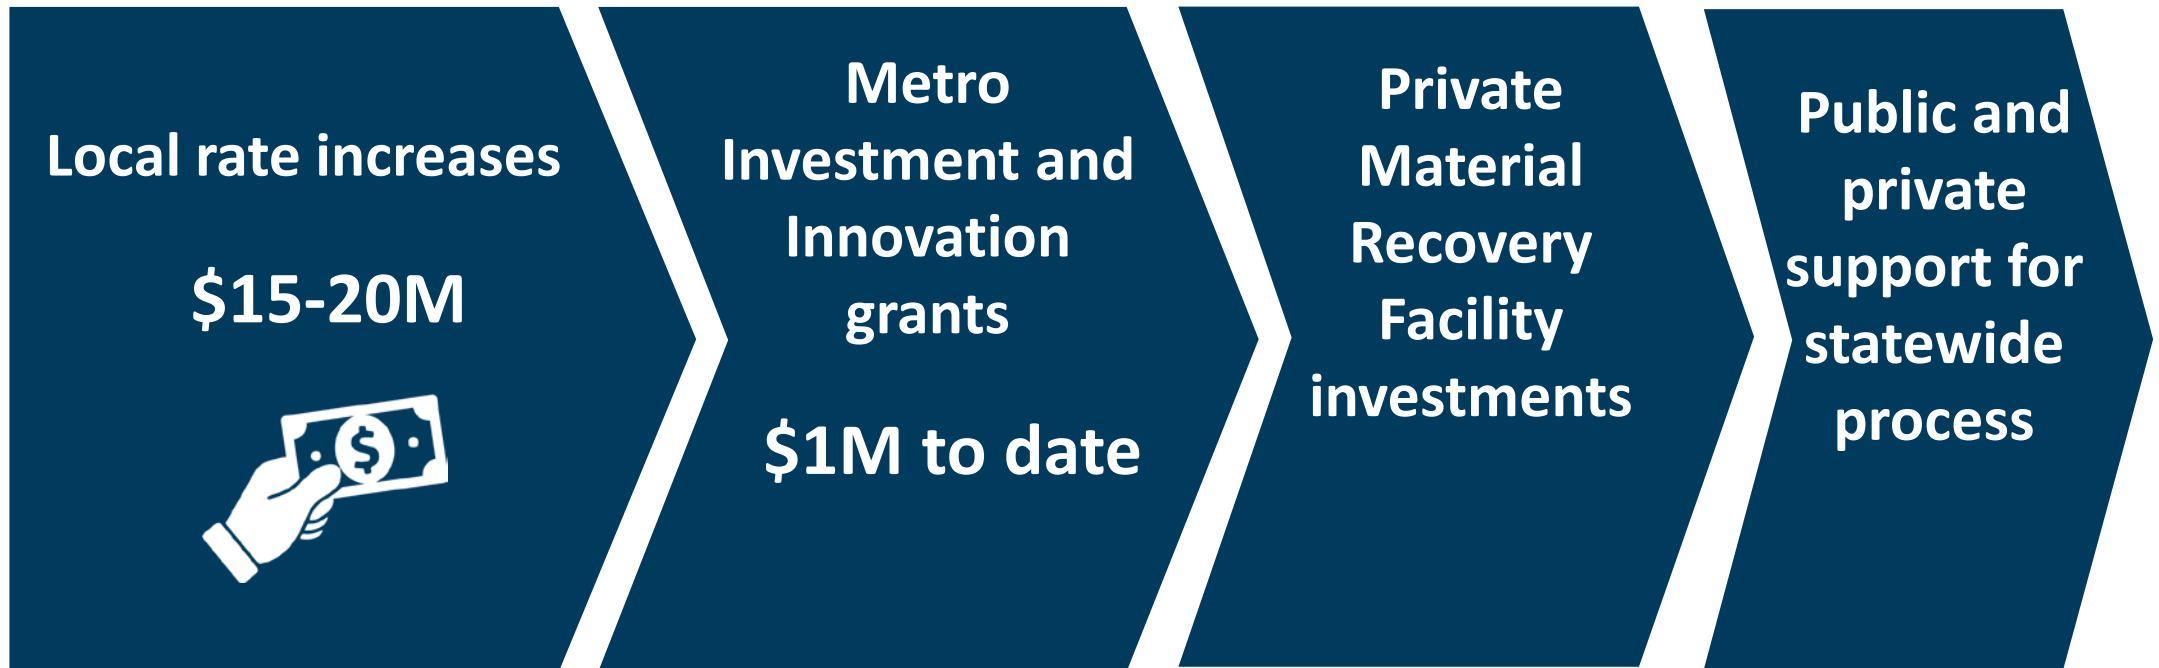 Local rate increases
$15-20M
$
Metro
Investment and
Innovation
grants
$1M to date
Private
Material
Recovery
Facility
investments
Public and
private
support for
statewide
process